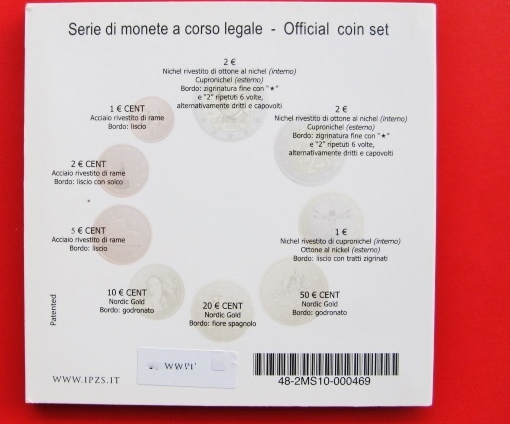 Serie di monete a corso legale - Official coin set
2 €
Nichel rivestito di ottone al nichel (interno)
Cupronichel (esterno)
Bordo: zigrinatura fine con "★"
e "2" ripetuti 6 volte,
alternativamente dritti e capovolti
2 €
Nichel rivestito di ottone al nichel (interno)
Cupronichel (esterno)
Bordo: zigrinatura fine con "★"
e "2" ripetuti 6 volte,
alternativamente dritti e capovolti
1 € CENT
Acciaio rivestito di rame
Bordo: liscio
2 € CENT
Acciaio rivestito di rame
Bordo: liscio con solco
5 € CENT
Acciaio rivestito di rame
Bordo: liscio
1 €
Nichel rivestito di cupronichel (interno)
Ottone al nickel (esterno)
Bordo: liscio con tratti zigrinati
10 € CENT
Nordic Gold
Bordo: godronato
20 € CENT
Nordic Gold
Bordo: fiore spagnolo
50 € CENT
Nordic Gold
Bordo: godronato
Patented
WWW.IPZS.IT
48-2MS10-000469